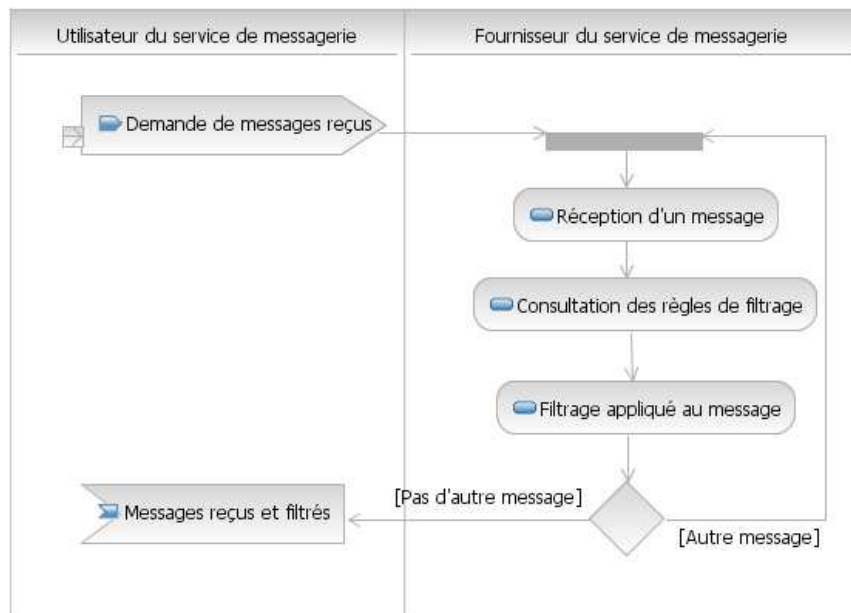 Utilisateur du service de messagerie
Fournisseur du service de messagerie
Demande de messages reçus
Réception d'un message
Consultation des règles de filtrage
Filtrage appliqué au message
[Pas d'autre message]
Messages reçus et filtrés
[Autre message]